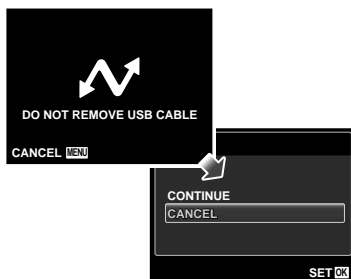 DO NOT REMOVE USB CABLE
CANCEL MENU
CONTINUE
CANCEL
SET OK